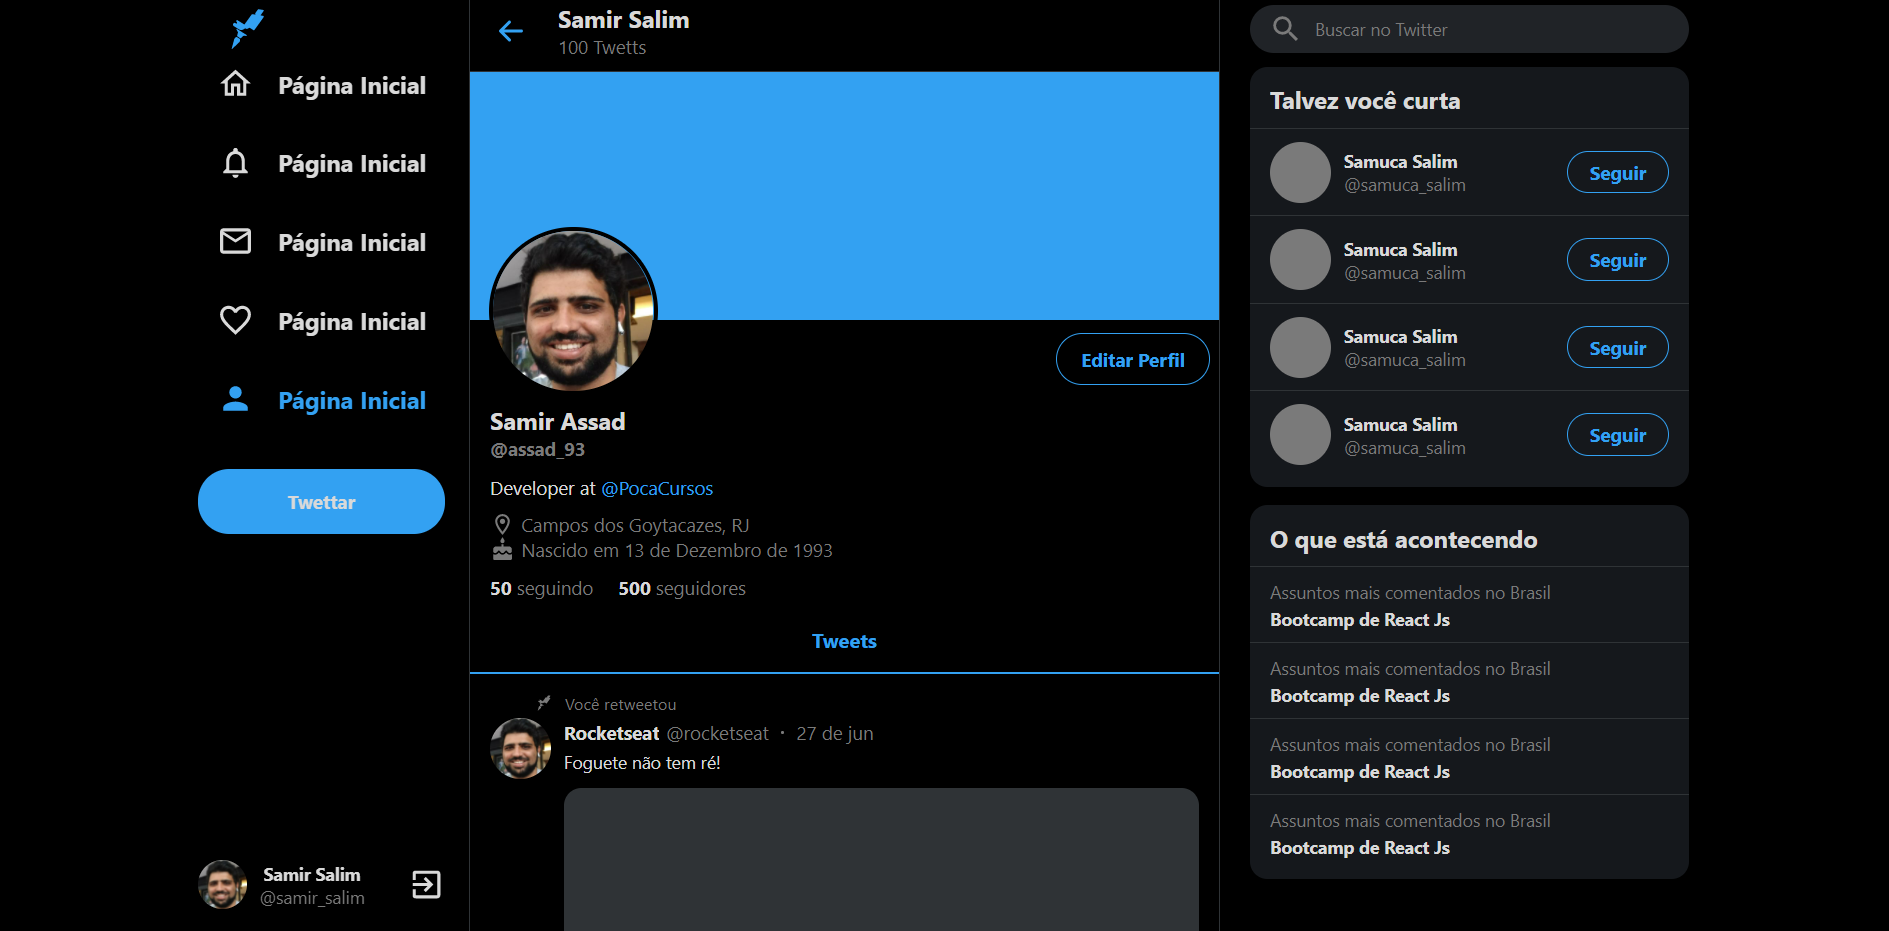 Página Inicial
Página Inicial
Página Inicial
Página Inicial
Página Inicial
Twettar
Samir Salim
@samir_salim
Samir Salim
100 Twetts
Editar Perfil
Samir Assad
@assad_93
Developer at @PocaCursos
Campos dos Goytacazes, RJ
Nascido em 13 de Dezembro de 1993
50 seguindo 500 seguidores
Tweets
Você retweetou
Rocketseat @rocketseat · 27 de jun
Foguete não tem ré!
Buscar no Twitter
Talvez você curta
Samuca Salim
@samuca_salim
Seguir
Samuca Salim
@samuca_salim
Seguir
Samuca Salim
@samuca_salim
Seguir
Samuca Salim
@samuca_salim
Seguir
O que está acontecendo
Assuntos mais comentados no Brasil
Bootcamp de React Js
Assuntos mais comentados no Brasil
Bootcamp de React Js
Assuntos mais comentados no Brasil
Bootcamp de React Js
Assuntos mais comentados no Brasil
Bootcamp de React Js